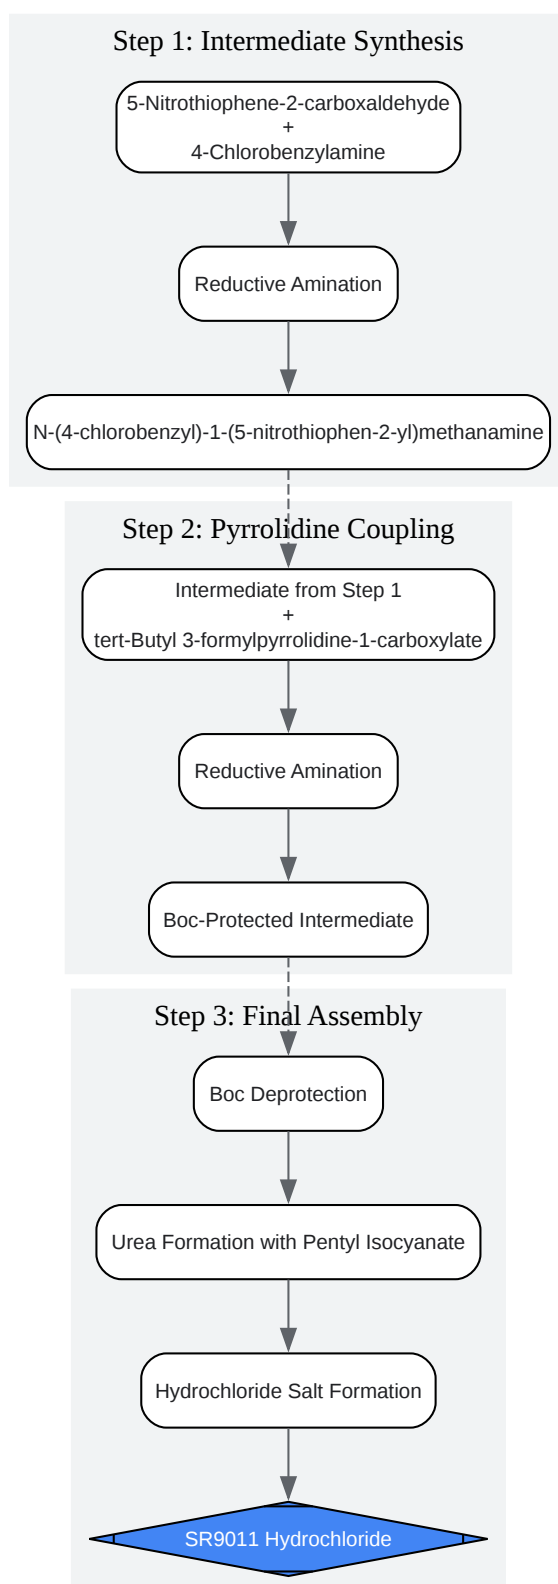 Step 1: Intermediate Synthesis
5-Nitrothiophene-2-carboxaldehyde
+
4-Chlorobenzylamine
Reductive Amination
N-(4-chlorobenzyl)-1-(5-nitrothiophen-2-yl)methanamine
Step 2: Pyrrolidine Coupling
Intermediate from Step 1
+
tert-Butyl 3-formylpyrrolidine-1-carboxylate
Reductive Amination
Boc-Protected Intermediate
Step 3: Final Assembly
Boc Deprotection
Urea Formation with Pentyl Isocyanate
Hydrochloride Salt Formation
SR9011 Hydrochloride